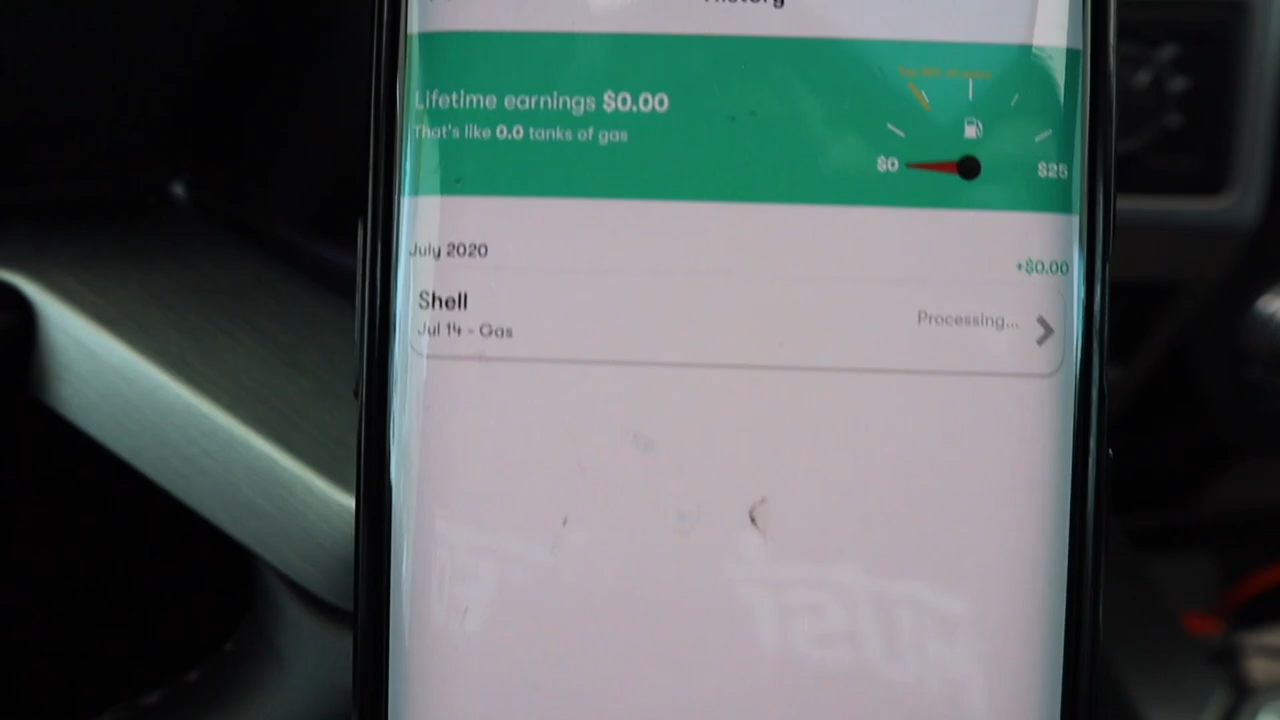 History
Lifetime earnings $0.00
That's like 0.0 tanks of gas
$0
$25
July 2020
+$0.00
Shell
Jul 14 - Gas
Processing...